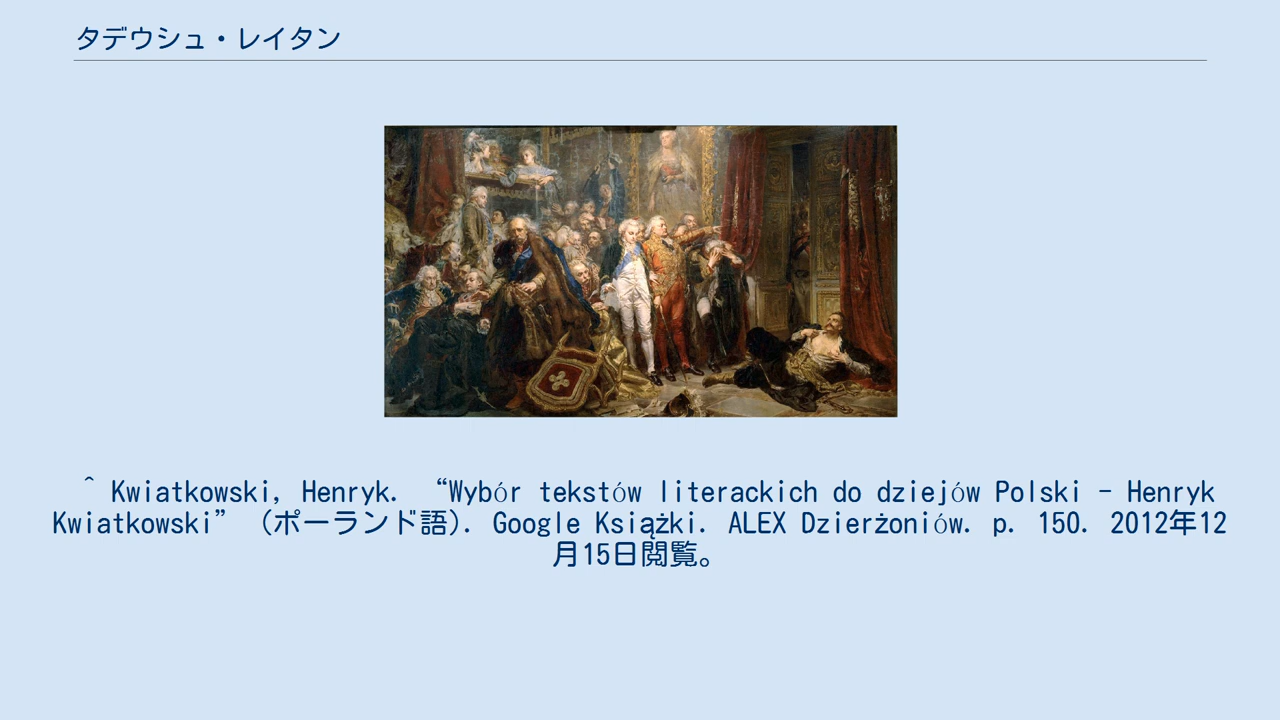 タデウシュ・レイタン
^ Kwiatkowski, Henryk. “Wybór tekstów literackich do dziejów Polski - Henryk
Kwiatkowski” (ポーランド語). Google Książki. ALEX Dzierżoniów. p. 150. 2012年12
月15日閲覧。